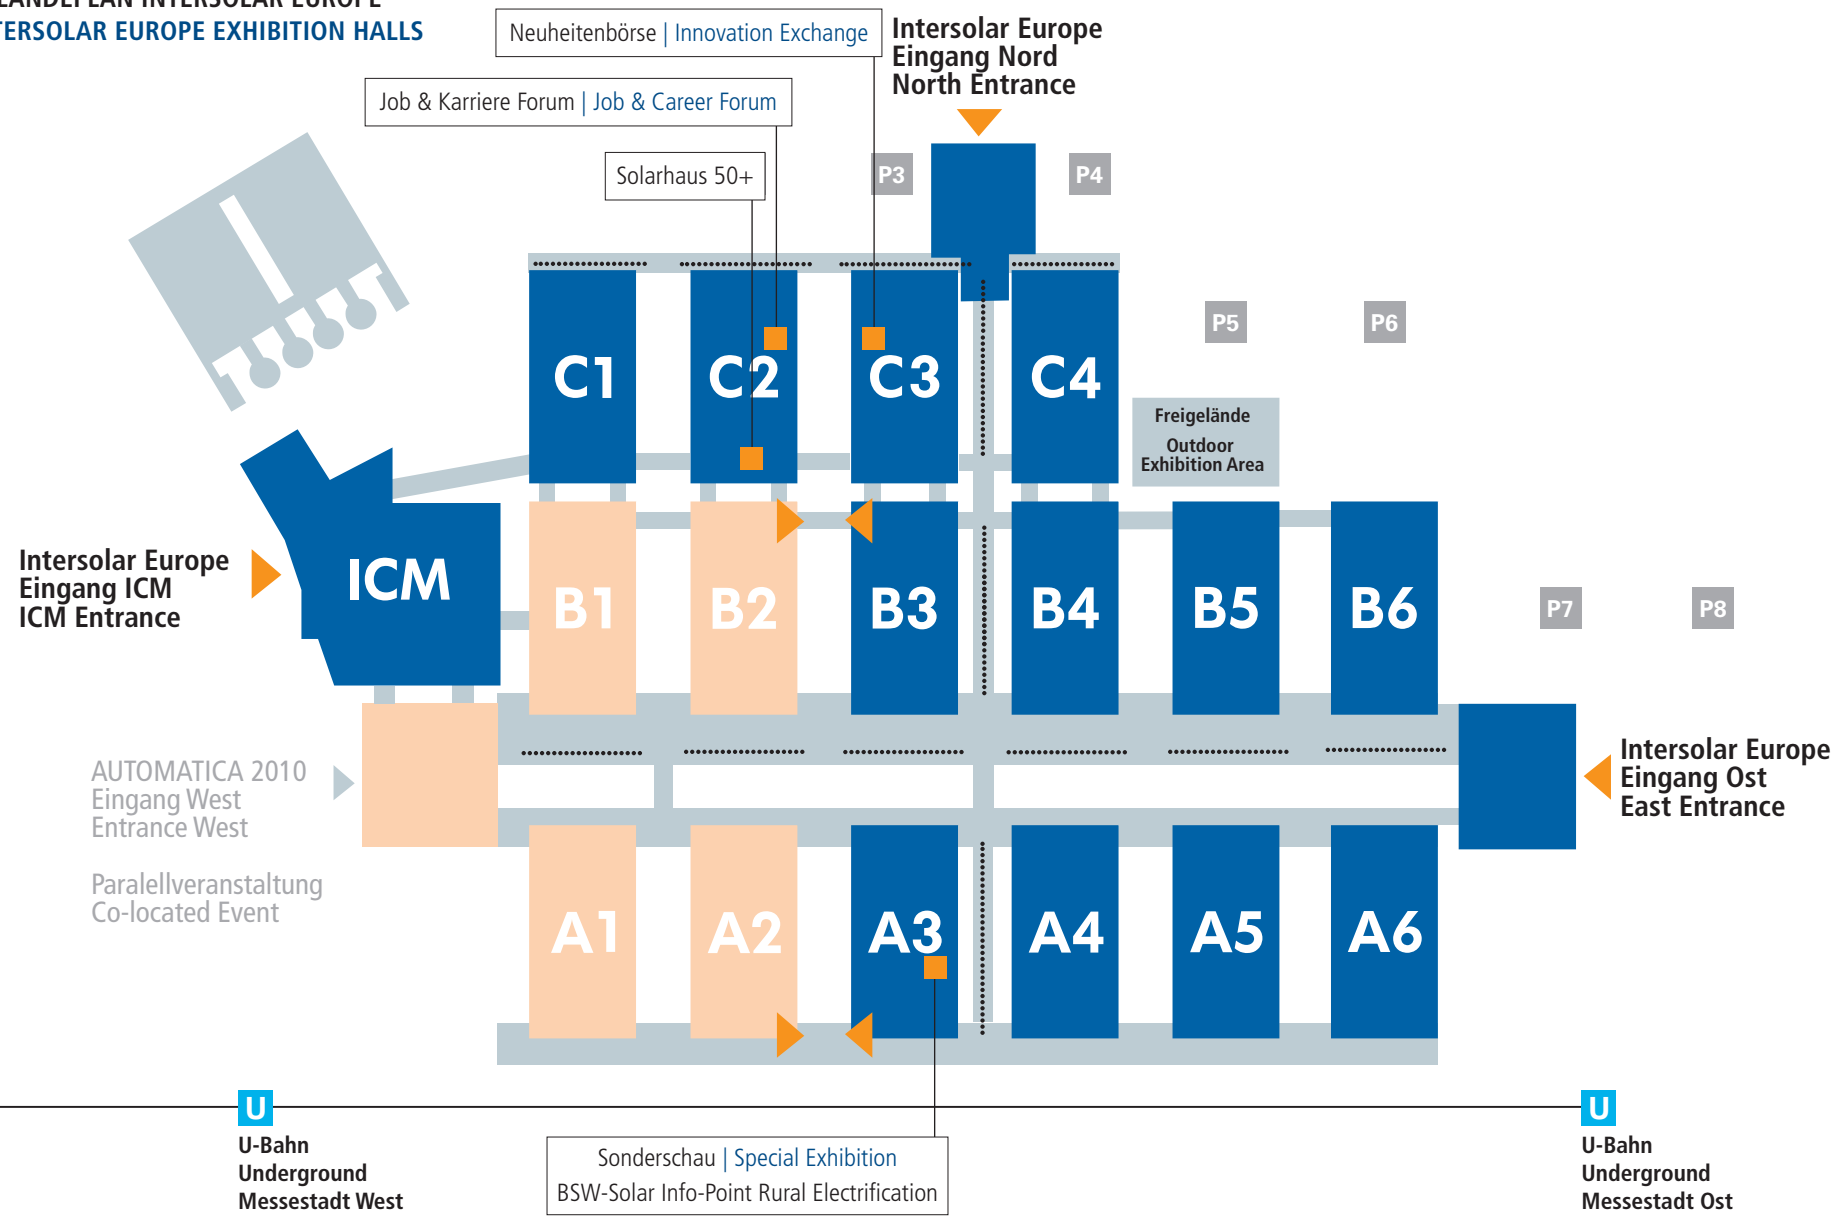 INTERSOLAR EUROPE
EUROPE EXHIBITION HALLS
Neuheitenbörse | Innovation Exchange
Intersolar Europe
Eingang Nord
North Entrance
Job & Karriere Forum | Job & Career Forum
Solarhaus 50+
P3
P4
P5
P6
C1
C2
C3
C4
Freigelände
Outdoor
Exhibition Area
Intersolar Europe
Eingang ICM
ICM Entrance
ICM
B1
B2
B3
B4
B5
B6
P7
P8
AUTOMATICA 2010
Eingang West
Entrance West
Paralellveranstaltung
Co-located Event
Intersolar Europe
Eingang Ost
East Entrance
A1
A2
A3
A4
A5
A6
U
U-Bahn
Underground
Messestadt West
Sonderschau | Special Exhibition
BSW-Solar Info-Point Rural Electrification
U
U-Bahn
Underground
Messestadt Ost